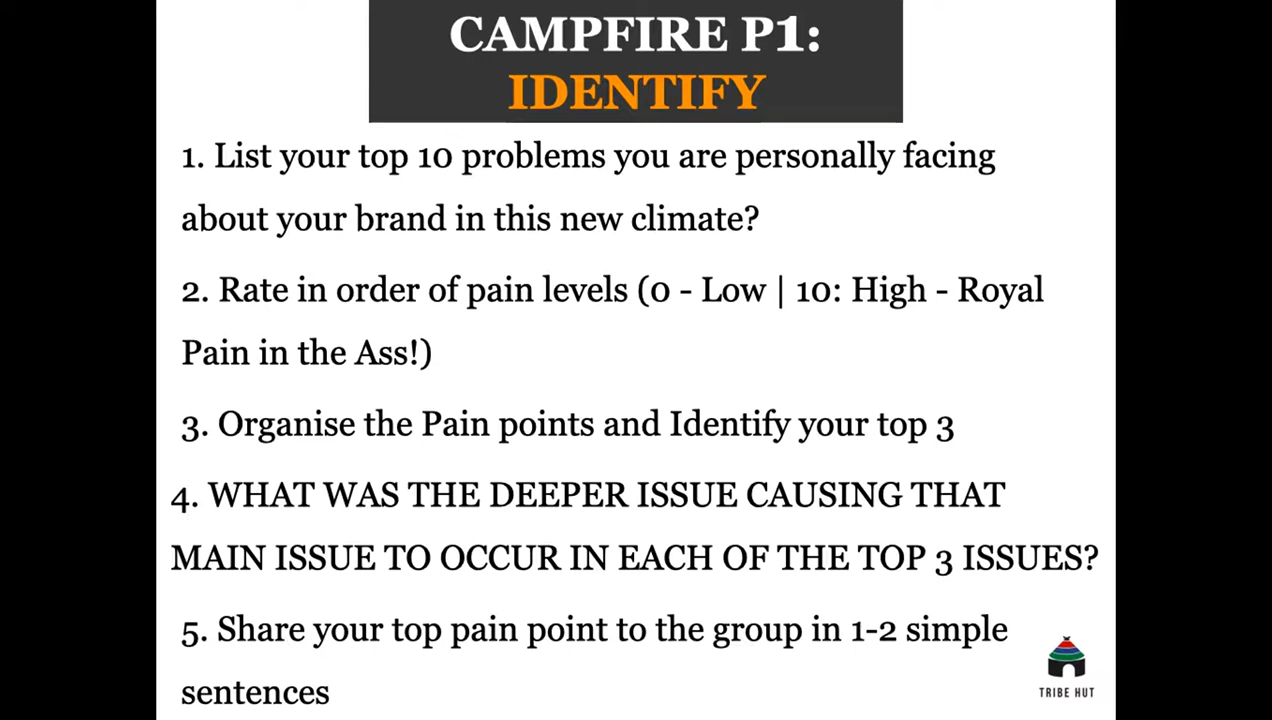 CAMPFIRE P1:
IDENTIFY
1. List your top 10 problems you are personally facing
about your brand in this new climate?
2. Rate in order of pain levels (0 - Low | 10: High - Royal
Pain in the Ass!)
3. Organise the Pain points and Identify your top 3
4. WHAT WAS THE DEEPER ISSUE CAUSING THAT
MAIN ISSUE TO OCCUR IN EACH OF THE TOP 3 ISSUES?
5. Share your top pain point to the group in 1-2 simple
sentences
TRIBE HUT